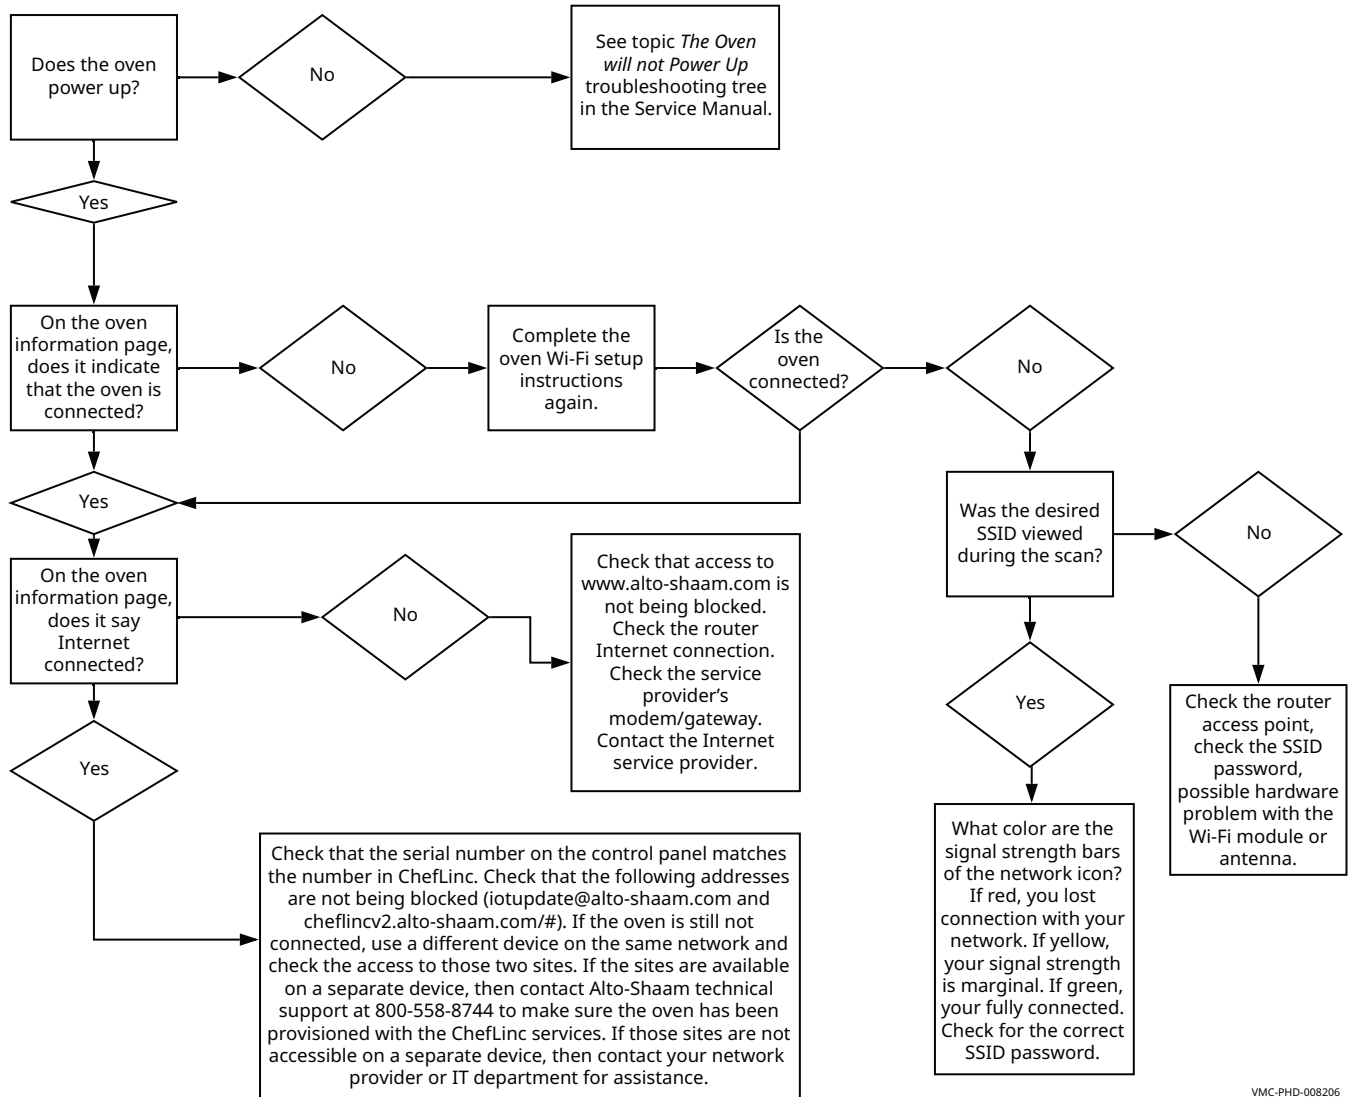 Does the oven
power up?
No
See topic The Oven
will not Power Up
troubleshooting tree
in the Service Manual.
Yes
On the oven
information page,
does it indicate
that the oven is
connected?
No
Complete the
oven Wi-Fi setup
instructions
again.
Is the
oven
connected?
No
Yes
Was the desired
SSID viewed
during the scan?
No
On the oven
information page,
does it say
Internet
connected?
No
Check that access to
www.alto-shaam.com is
not being blocked.
Check the router
Internet connection.
Check the service
provider’s
modem/gateway.
Contact the Internet
service provider.
Yes
Check the router
access point,
check the SSID
password,
possible hardware
problem with the
Wi-Fi module or
antenna.
Yes
What color are the
signal strength bars
of the network icon?
If red, you lost
connection with your
network. If yellow,
your signal strength
is marginal. If green,
your fully connected.
Check for the correct
SSID password.
Check that the serial number on the control panel matches
the number in ChefLinc. Check that the following addresses
are not being blocked (iotupdate@alto-shaam.com and
cheflincv2.alto-shaam.com/#). If the oven is still not
connected, use a different device on the same network and
check the access to those two sites. If the sites are available
on a separate device, then contact Alto-Shaam technical
support at 800-558-8744 to make sure the oven has been
provisioned with the ChefLinc services. If those sites are not
accessible on a separate device, then contact your network
provider or IT department for assistance.
VMC-PHD-008206